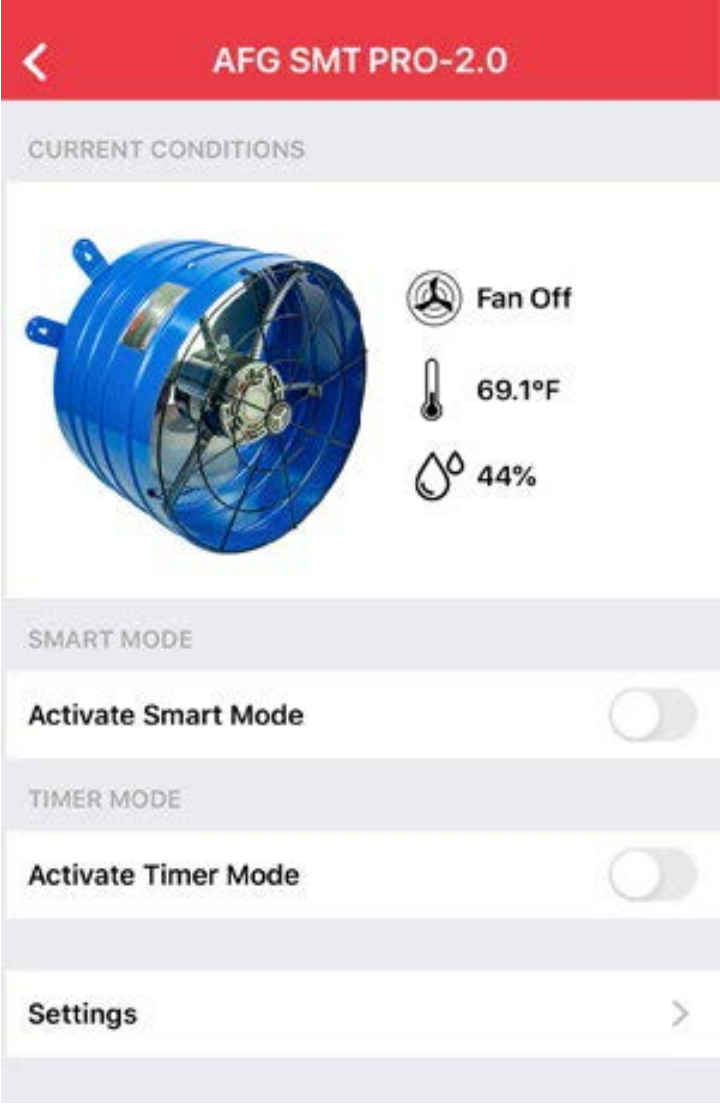 AFG SMT PRO-2.0
CURRENT CONDITIONS
Fan Off
69.1°F
44%
SMART MODE
Activate Smart Mode
TIMER MODE
Activate Timer Mode
Settings